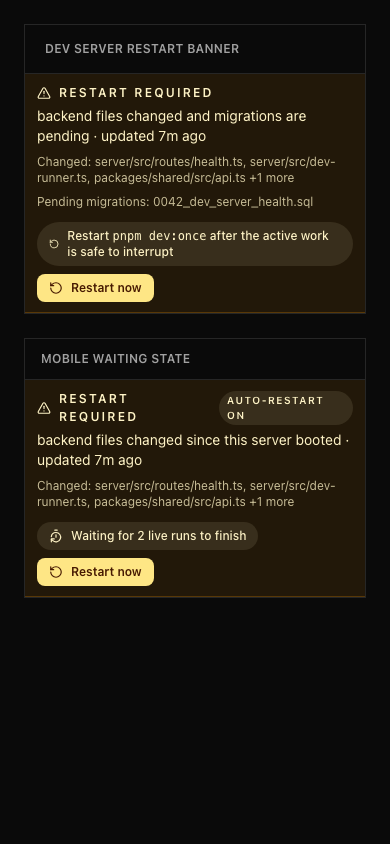 DEV SERVER RESTART BANNER
RESTART REQUIRED
backend files changed and migrations are
pending · updated 7m ago
Changed: server/src/routes/health.ts, server/src/dev-
runner.ts, packages/shared/src/api.ts +1 more
Pending migrations: 0042_dev_server_health.sql
Restart pnpm dev:once after the active work
is safe to interrupt
Restart now
MOBILE WAITING STATE
RESTART
REQUIRED
AUTO-RESTART
ON
backend files changed since this server booted ·
updated 7m ago
Changed: server/src/routes/health.ts, server/src/dev-
runner.ts, packages/shared/src/api.ts +1 more
Waiting for 2 live runs to finish
Restart now